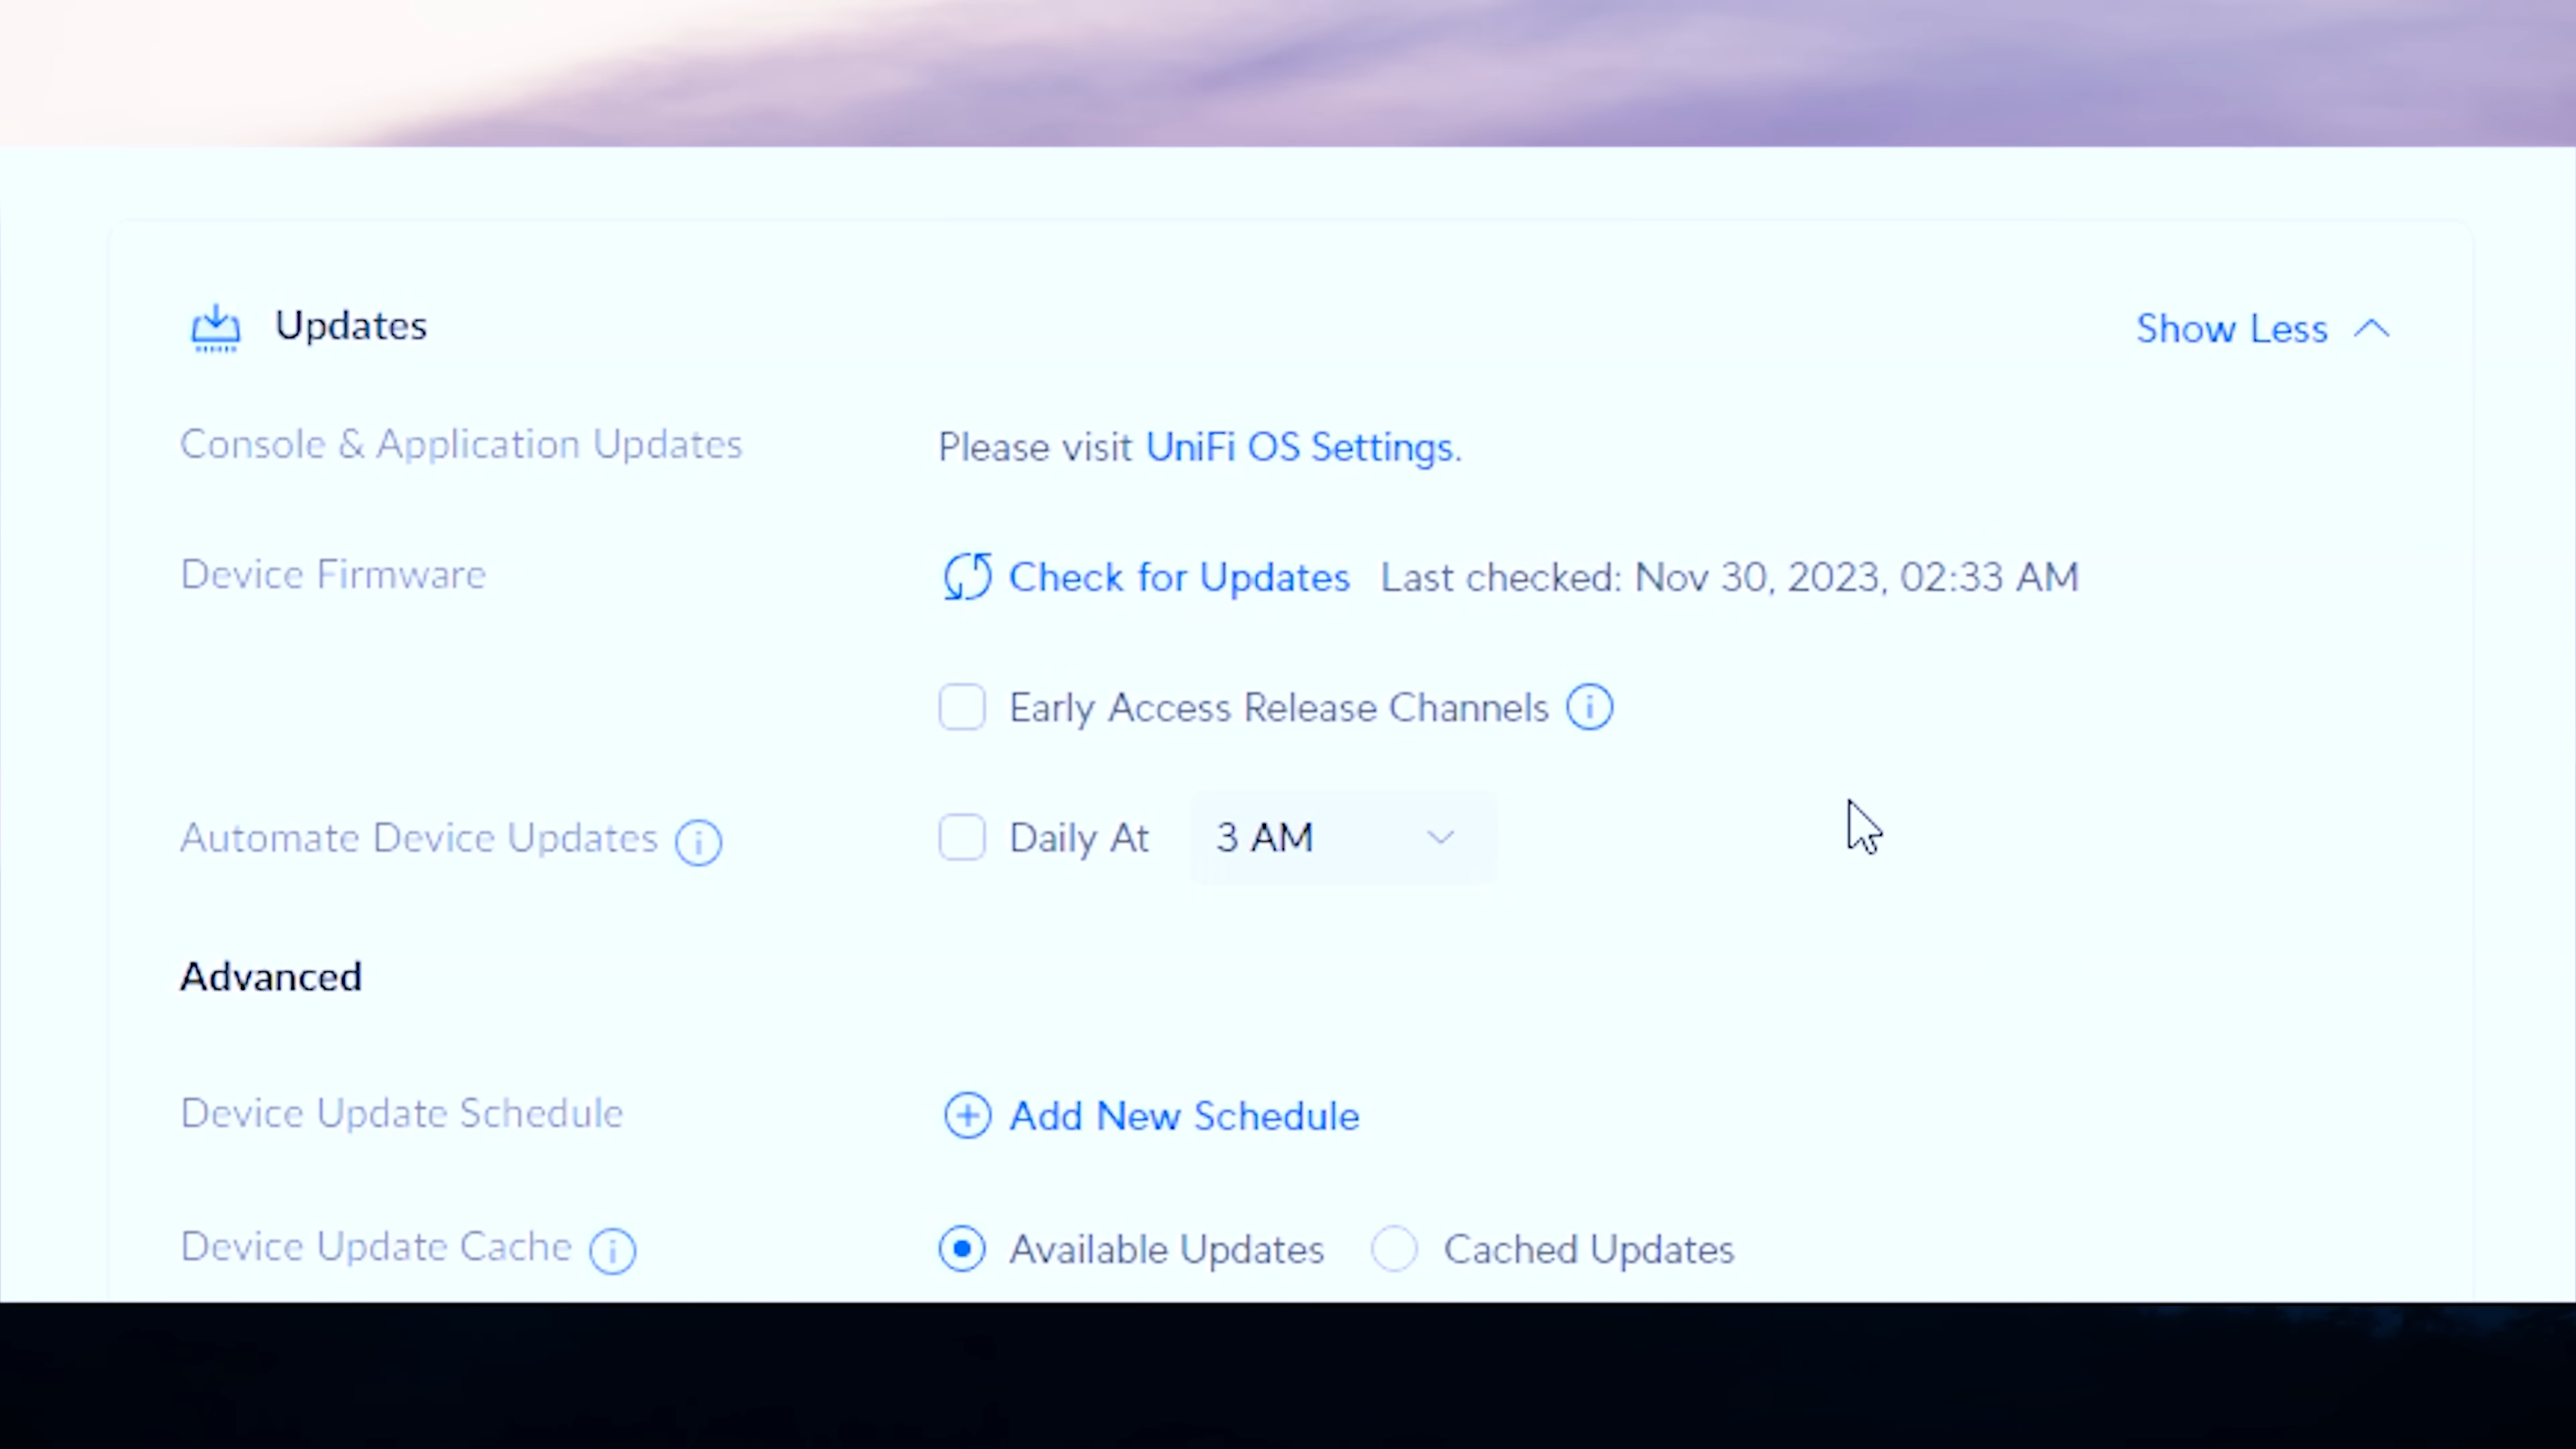 Updates
Show Less
Console & Application Updates
Please visit UniFi OS Settings.
Device Firmware
Check for Updates Last checked: Nov 30, 2023, 02:33 AM
Early Access Release Channels
Automate Device Updates
Daily At 3 AM
Advanced
Device Update Schedule
Add New Schedule
Device Update Cache
Available Updates Cached Updates